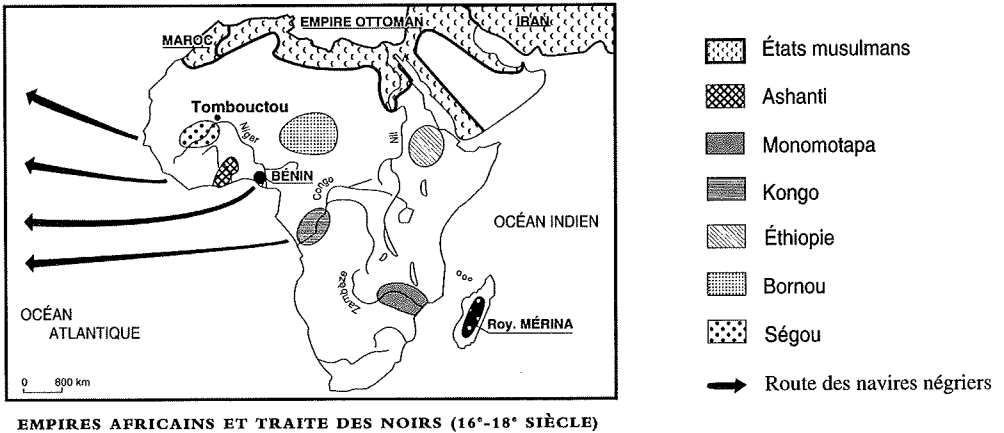 EMPIRE OTTOMAN
IRAN
MAROC
Tombouctou
Niger
Nil
BÉNIN
Congo
OCÉAN INDIEN
Zambèze
Roy. MÉRINA
OCÉAN
ATLANTIQUE
0 800 km
États musulmans
Ashanti
Monomotapa
Kongo
Éthiopie
Bornou
Ségou
Route des navires négriers
EMPIRES AFRICAINS ET TRAITE DES NOIRS (16e-18e SIÈCLE)